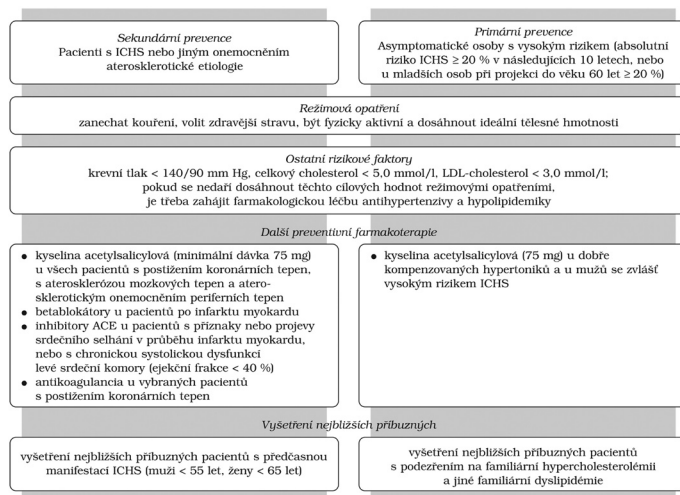 Sekundární prevence
Pacienti s ICHS nebo jiným onemocněním
aterosklerotické etiologie
Primární prevence
Asymptomatické osoby s vysokým rizikem (absolutní
riziko ICHS ≥ 20 % v následujících 10 letech, nebo
u mladších osob při projekci do věku 60 let ≥ 20 %)
Režimová opatření
zanechat kouření, volit zdravější stravu, být fyzicky aktivní a dosáhnout ideální tělesné hmotnosti
Ostatní rizikové faktory
krevní tlak < 140/90 mm Hg, celkový cholesterol < 5,0 mmol/l, LDL-cholesterol < 3,0 mmol/l;
pokud se nedaří dosáhnout těchto cílových hodnot režimovými opatřeními,
je třeba zahájit farmakologickou léčbu antihypertenzivy a hypolipidemiky
Další preventivní farmakoterapie
• kyselina acetylsalicylová (minimální dávka 75 mg)
u všech pacientů s postižením koronárních tepen,
s aterosklerózou mozkových tepen a atero-
sklerotickým onemocněním periferních tepen
• betablokátory u pacientů po infarktu myokardu
• inhibitory ACE u pacientů s příznaky nebo projevy
srdečního selhání v průběhu infarktu myokardu,
nebo s chronickou systolickou dysfunkcí
levé srdeční komory (ejekční frakce < 40 %)
• antikoagulancia u vybraných pacientů
s postižením koronárních tepen
• kyselina acetylsalicylová (75 mg) u dobře
kompenzovaných hypertoniků a u mužů se zvlášť
vysokým rizikem ICHS
Vyšetření nejbližších příbuzných
vyšetření nejbližších příbuzných pacientů s předčasnou
manifestací ICHS (muži < 55 let, ženy < 65 let)
vyšetření nejbližších příbuzných pacientů
s podezřením na familiární hypercholesterolémii
a jiné familiární dyslipidémie